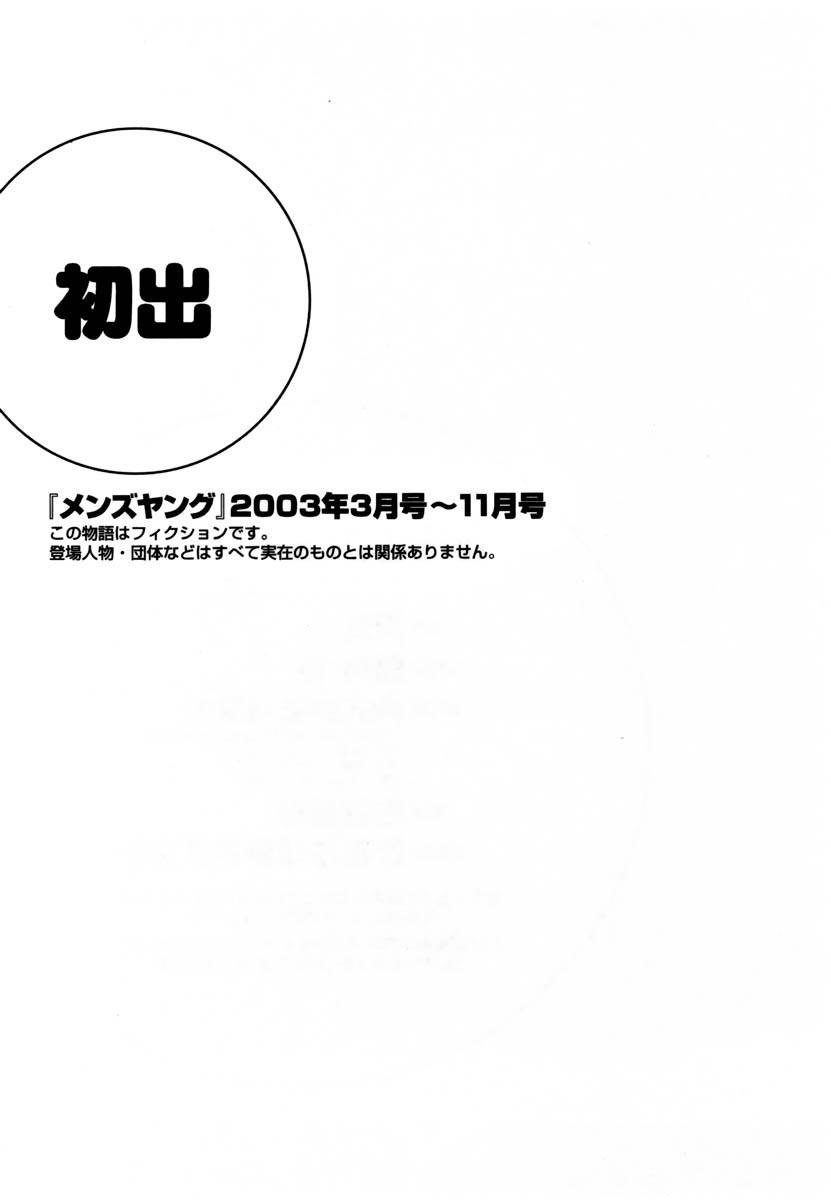 初出
『メンズヤング』2003年3月号～11月号
この物語はフィクションです。
登場人物・団体などはすべて実在のものとは関係ありません。